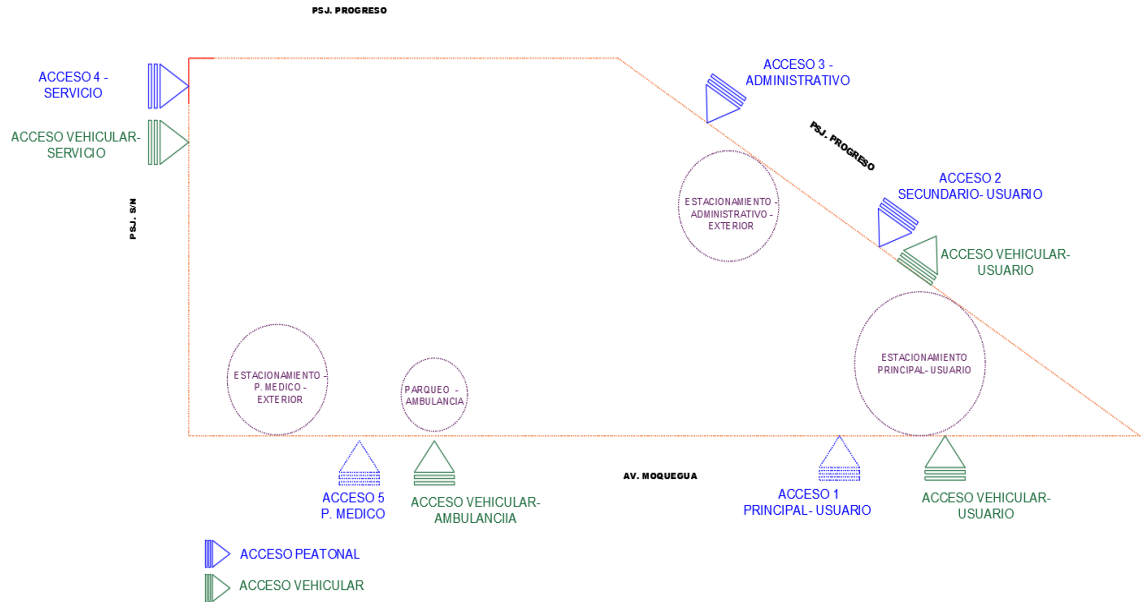 PSJ. PROGRESO
ACCESO 4 -
SERVICIO
ACCESO 3 -
ADMINISTRATIVO
ACCESO VEHICULAR-
SERVICIO
PSJ. PROGRESO
ACCESO 2
SECUNDARIO- USUARIO
PSJ. S/N
ESTACIONAMIENTO -
ADMINISTRATIVO -
EXTERIOR
ACCESO VEHICULAR-
USUARIO
ESTACIONAMIENTO -
P. MEDICO -
EXTERIOR
PARQUEO -
AMBULANCIA
ESTACIONAMIENTO
PRINCIPAL- USUARIO
AV. MOQUEGUA
ACCESO 5
P. MEDICO
ACCESO VEHICULAR-
AMBULANCIIA
ACCESO 1
PRINCIPAL- USUARIO
ACCESO VEHICULAR-
USUARIO
ACCESO PEATONAL
ACCESO VEHICULAR